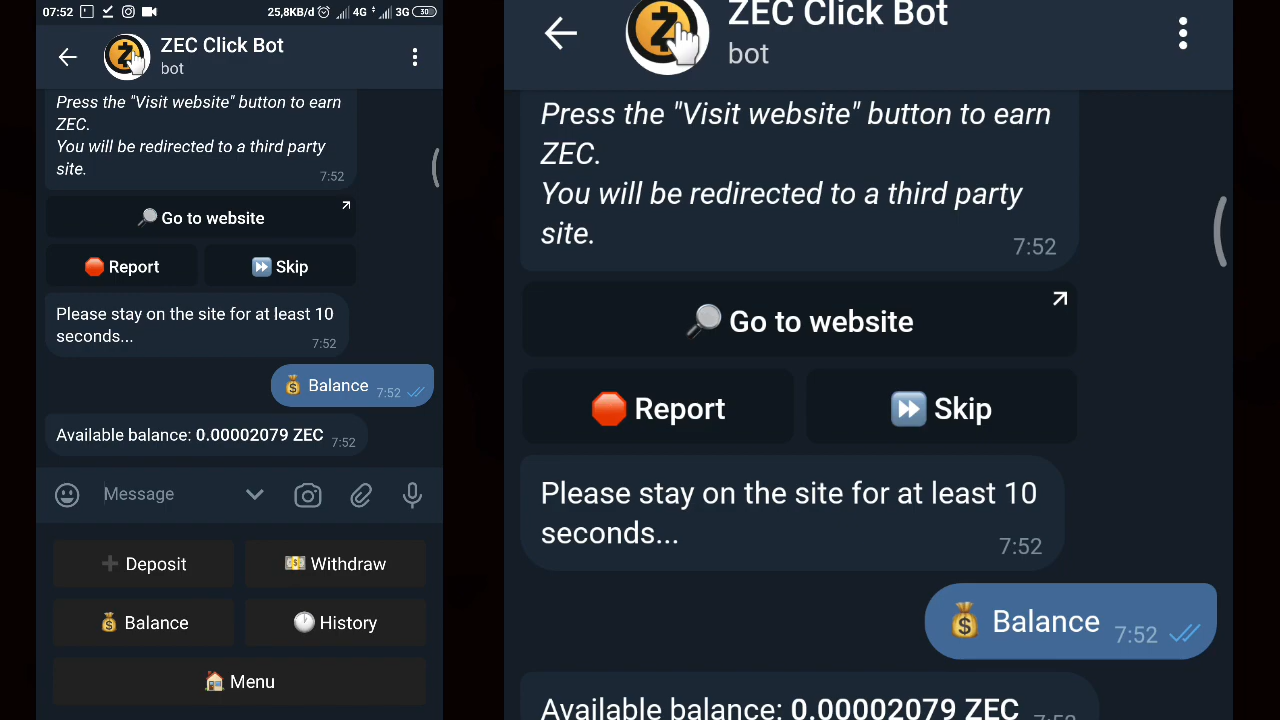 07:52
25,8KB/d
4G
3G
30
ZEC Click Bot
bot
Press the "Visit website" button to earn
ZEC.
You will be redirected to a third party
site.
7:52
Go to website
Report
Skip
Please stay on the site for at least 10
seconds...
7:52
Balance 7:52
Available balance: 0.00002079 ZEC 7:52
Message
Deposit
Withdraw
Balance
History
Menu
ZEC Click Bot
bot
Press the "Visit website" button to earn
ZEC.
You will be redirected to a third party
site.
7:52
Go to website
Report
Skip
Please stay on the site for at least 10
seconds...
7:52
Balance 7:52
Available balance: 0.00002079 ZEC 7:52